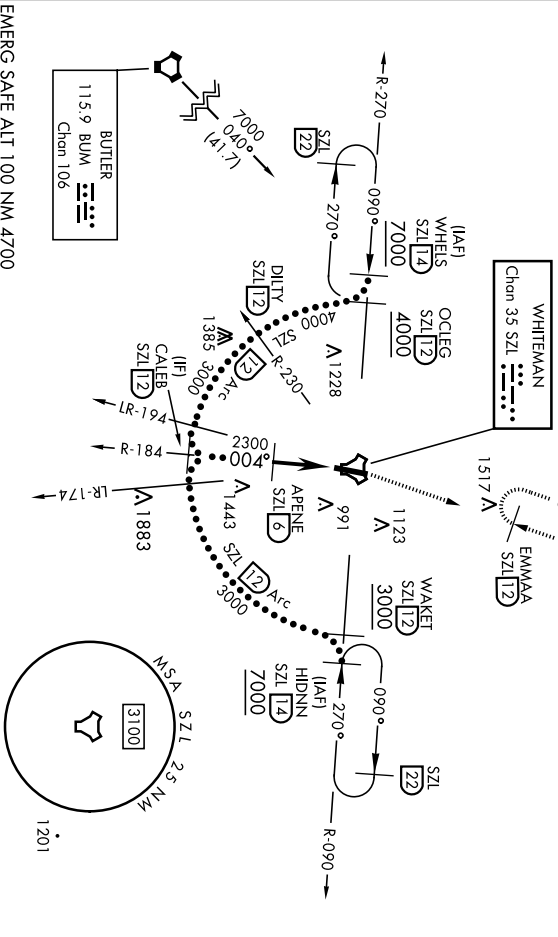 EMERG SAFE ALT 100 NM 4700
BUTLER
115.9 BUM
Chan 106
7000
040°
(41.7)
R-270
SZL
22
090°
270°
(IAF)
WHELS
SZL 14
7000
OCLEG
SZL 12
4000
DILTY
SZL 12
4000
SZL
12
Arc
3000
R-230
1385
1228
(IF)
CALEB
SZL 12
LR-194
R-184
LR-174
2300
004°
APENE
SZL 6
1443
1883
991
1123
WHITEMAN
Chan 35 SZL
1517
EMMAA
SZL 12
SZL 12 Arc
3000
WAKET
SZL 12
3000
(IAF)
HIDNN
SZL 14
7000
090°
270°
SZL
22
R-090
MSA SZL 25 NM
3100
1201